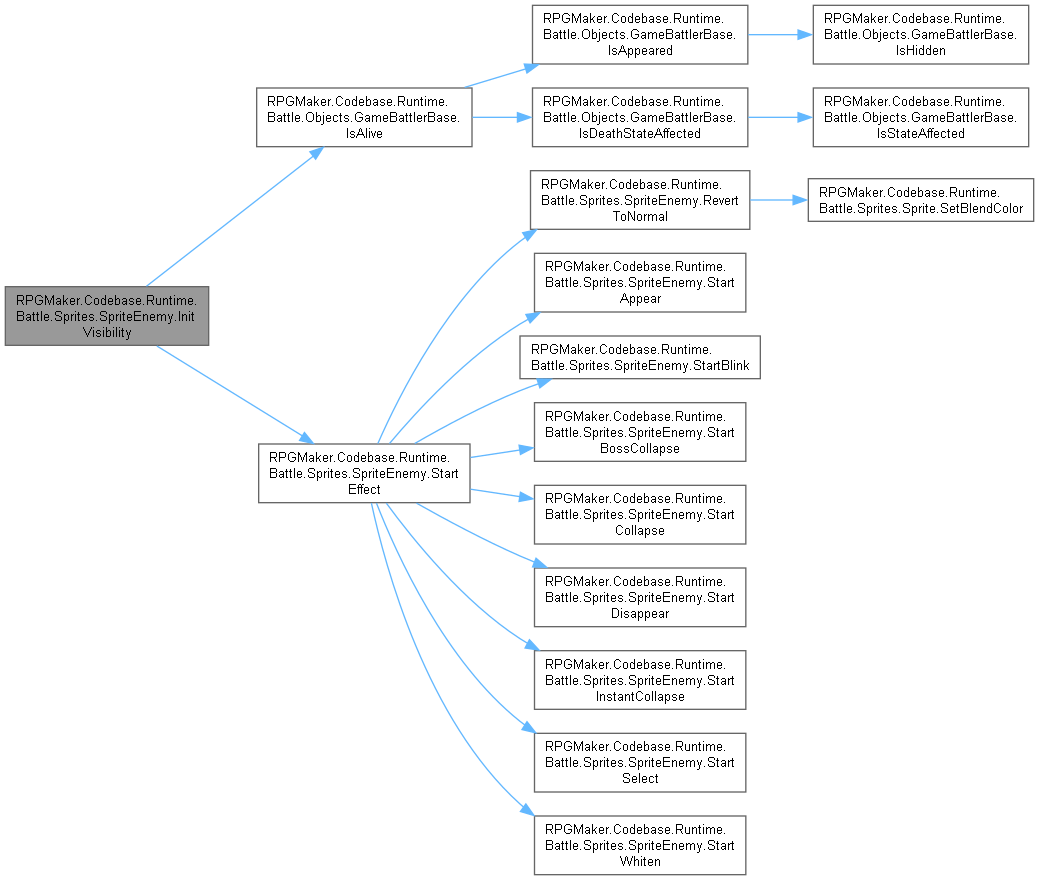 RPGMaker.Codebase.Runtime.
Battle.Objects.GameBattlerBase.
IsAppeared
RPGMaker.Codebase.Runtime.
Battle.Objects.GameBattlerBase.
IsHidden
RPGMaker.Codebase.Runtime.
Battle.Objects.GameBattlerBase.
IsAlive
RPGMaker.Codebase.Runtime.
Battle.Objects.GameBattlerBase.
IsDeathStateAffected
RPGMaker.Codebase.Runtime.
Battle.Objects.GameBattlerBase.
IsStateAffected
RPGMaker.Codebase.Runtime.
Battle.Sprites.SpriteEnemy.Revert
ToNormal
RPGMaker.Codebase.Runtime.
Battle.Sprites.Sprite.SetBlendColor
RPGMaker.Codebase.Runtime.
Battle.Sprites.SpriteEnemy.Start
Appear
RPGMaker.Codebase.Runtime.
Battle.Sprites.SpriteEnemy.Init
Visibility
RPGMaker.Codebase.Runtime.
Battle.Sprites.SpriteEnemy.StartBlink
RPGMaker.Codebase.Runtime.
Battle.Sprites.SpriteEnemy.Start
BossCollapse
RPGMaker.Codebase.Runtime.
Battle.Sprites.SpriteEnemy.Start
Effect
RPGMaker.Codebase.Runtime.
Battle.Sprites.SpriteEnemy.Start
Collapse
RPGMaker.Codebase.Runtime.
Battle.Sprites.SpriteEnemy.Start
Disappear
RPGMaker.Codebase.Runtime.
Battle.Sprites.SpriteEnemy.Start
InstantCollapse
RPGMaker.Codebase.Runtime.
Battle.Sprites.SpriteEnemy.Start
Select
RPGMaker.Codebase.Runtime.
Battle.Sprites.SpriteEnemy.Start
Whiten